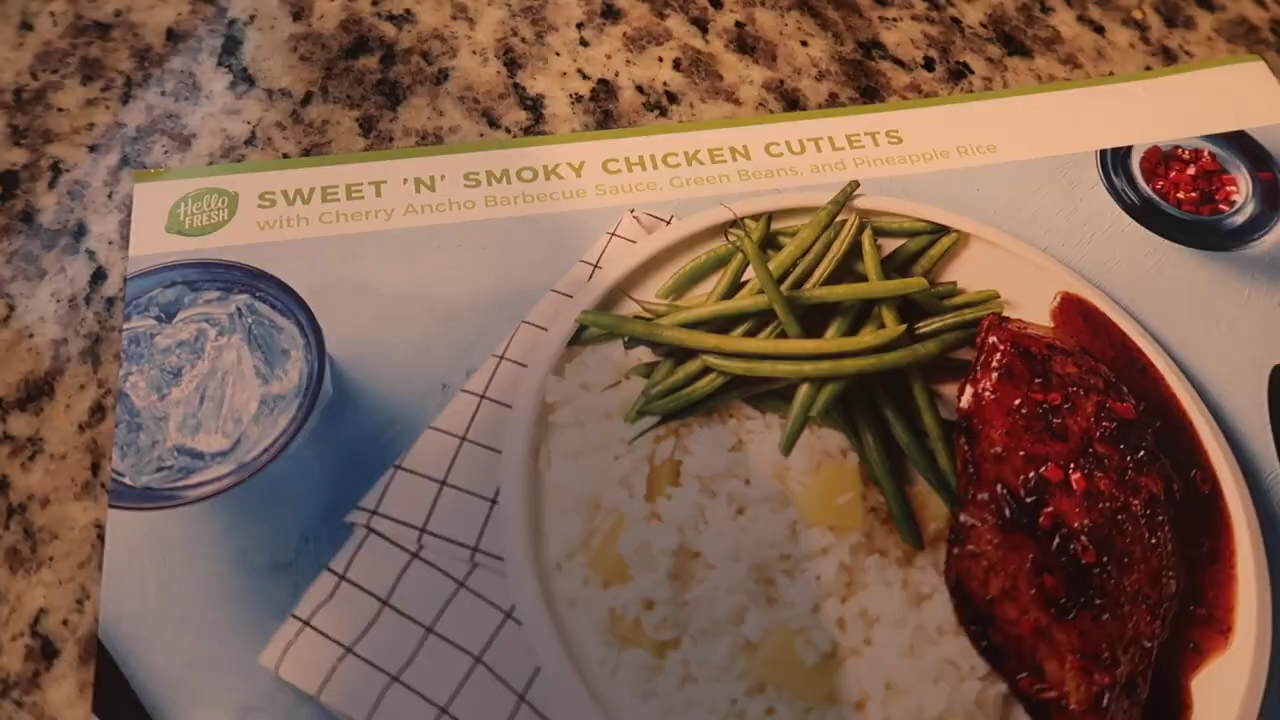 Hello
FRESH
SWEET 'N' SMOKY CHICKEN CUTLETS
with Cherry Ancho Barbecue Sauce, Green Beans, and Pineapple Rice